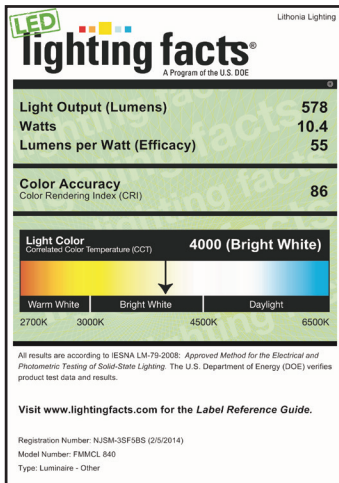 Lithonia Lighting
LED
lighting facts®
A Program of the U.S. DOE
Light Output (Lumens) 578
Watts 10.4
Lumens per Watt (Efficacy) 55
Color Accuracy
Color Rendering Index (CRI) 86
Light Color
Correlated Color Temperature (CCT) 4000 (Bright White)
Warm White Bright White Daylight
2700K 3000K 4500K 6500K
All results are according to IESNA LM-79-2008: Approved Method for the Electrical and
Photometric Testing of Solid-State Lighting. The U.S. Department of Energy (DOE) verifies
product test data and results.
Visit www.lightingfacts.com for the Label Reference Guide.
Registration Number: NJSM-3SF5BS (2/5/2014)
Model Number: FMMCL 840
Type: Luminaire - Other